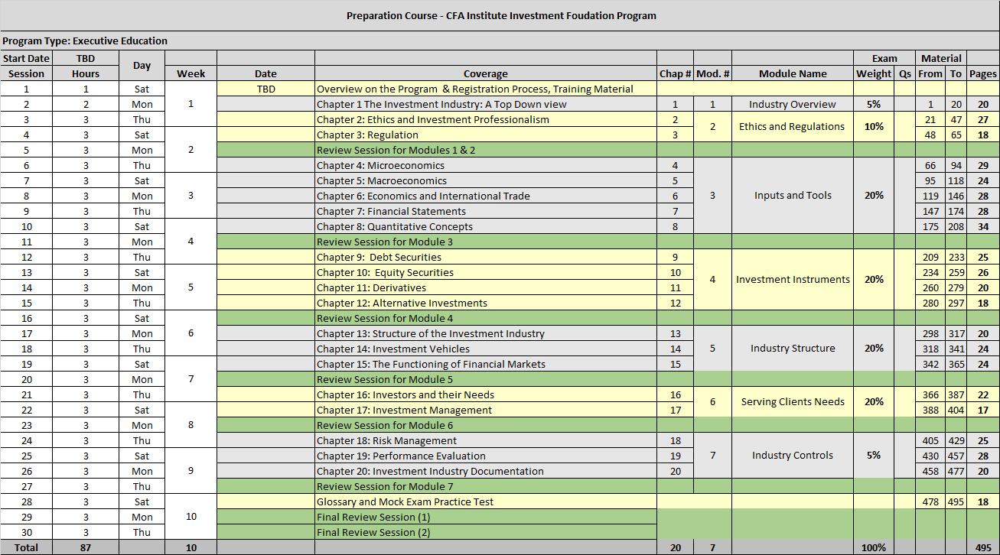 Preparation Course - CFA Institute Investment Foudation Program
Program Type: Executive Education
Start Date TBD Day Exam Material
Session Hours Week Date Coverage Chap # Mod. # Module Name Weight Qs From To Pages
1 1 Sat 1 TBD Overview on the Program & Registration Process, Training Material
2 2 Mon Chapter 1 The Investment Industry: A Top Down view 1 1 Industry Overview 5% 1 20 20
3 3 Thu Chapter 2: Ethics and Investment Professionalism 2 2 Ethics and Regulations 10% 21 47 27
4 3 Sat 2 Chapter 3: Regulation 3 48 65 18
5 3 Mon Review Session for Modules 1 & 2
6 3 Thu Chapter 4: Microeconomics 4 3 Inputs and Tools 20% 66 94 29
7 3 Sat 3 Chapter 5: Macroeconomics 5 95 118 24
8 3 Mon Chapter 6: Economics and International Trade 6 119 146 28
9 3 Thu Chapter 7: Financial Statements 7 147 174 28
10 3 Sat 4 Chapter 8: Quantitative Concepts 8 175 208 34
11 3 Mon Review Session for Module 3
12 3 Thu Chapter 9: Debt Securities 9 4 Investment Instruments 20% 209 233 25
13 3 Sat 5 Chapter 10: Equity Securities 10 234 259 26
14 3 Mon Chapter 11: Derivatives 11 260 279 20
15 3 Thu Chapter 12: Alternative Investments 12 280 297 18
16 3 Sat 6 Review Session for Module 4
17 3 Mon Chapter 13: Structure of the Investment Industry 13 5 Industry Structure 20% 298 317 20
18 3 Thu Chapter 14: Investment Vehicles 14 318 341 24
19 3 Sat 7 Chapter 15: The Functioning of Financial Markets 15 342 365 24
20 3 Mon Review Session for Module 5
21 3 Thu Chapter 16: Investors and their Needs 16 6 Serving Clients Needs 20% 366 387 22
22 3 Sat 8 Chapter 17: Investment Management 17 388 404 17
23 3 Mon Review Session for Module 6
24 3 Thu Chapter 18: Risk Management 18 7 Industry Controls 5% 405 429 25
25 3 Sat 9 Chapter 19: Performance Evaluation 19 430 457 28
26 3 Mon Chapter 20: Investment Industry Documentation 20 458 477 20
27 3 Thu Review Session for Module 7
28 3 Sat 10 Glossary and Mock Exam Practice Test 478 495 18
29 3 Mon Final Review Session (1)
30 3 Thu Final Review Session (2)
Total 87 10 20 7 100% 495